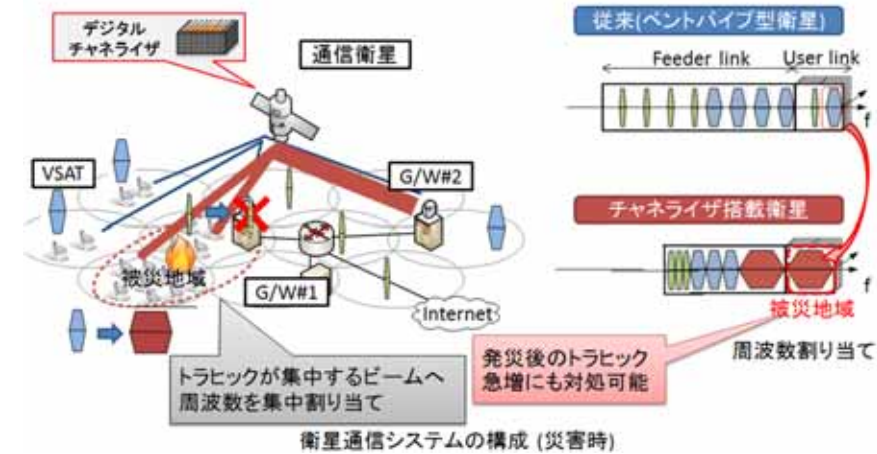 デジタル
チャネライザ
通信衛星
VSAT
G/W#2
被災地域
G/W#1
Internet
トラヒックが集中するビームへ
周波数を集中割り当て
従来(ベントパイプ型衛星)
Feeder link
User link
f
チャネライザ搭載衛星
f
被災地域
周波数割り当て
発災後のトラヒック
急増にも対処可能
衛星通信システムの構成 (災害時)